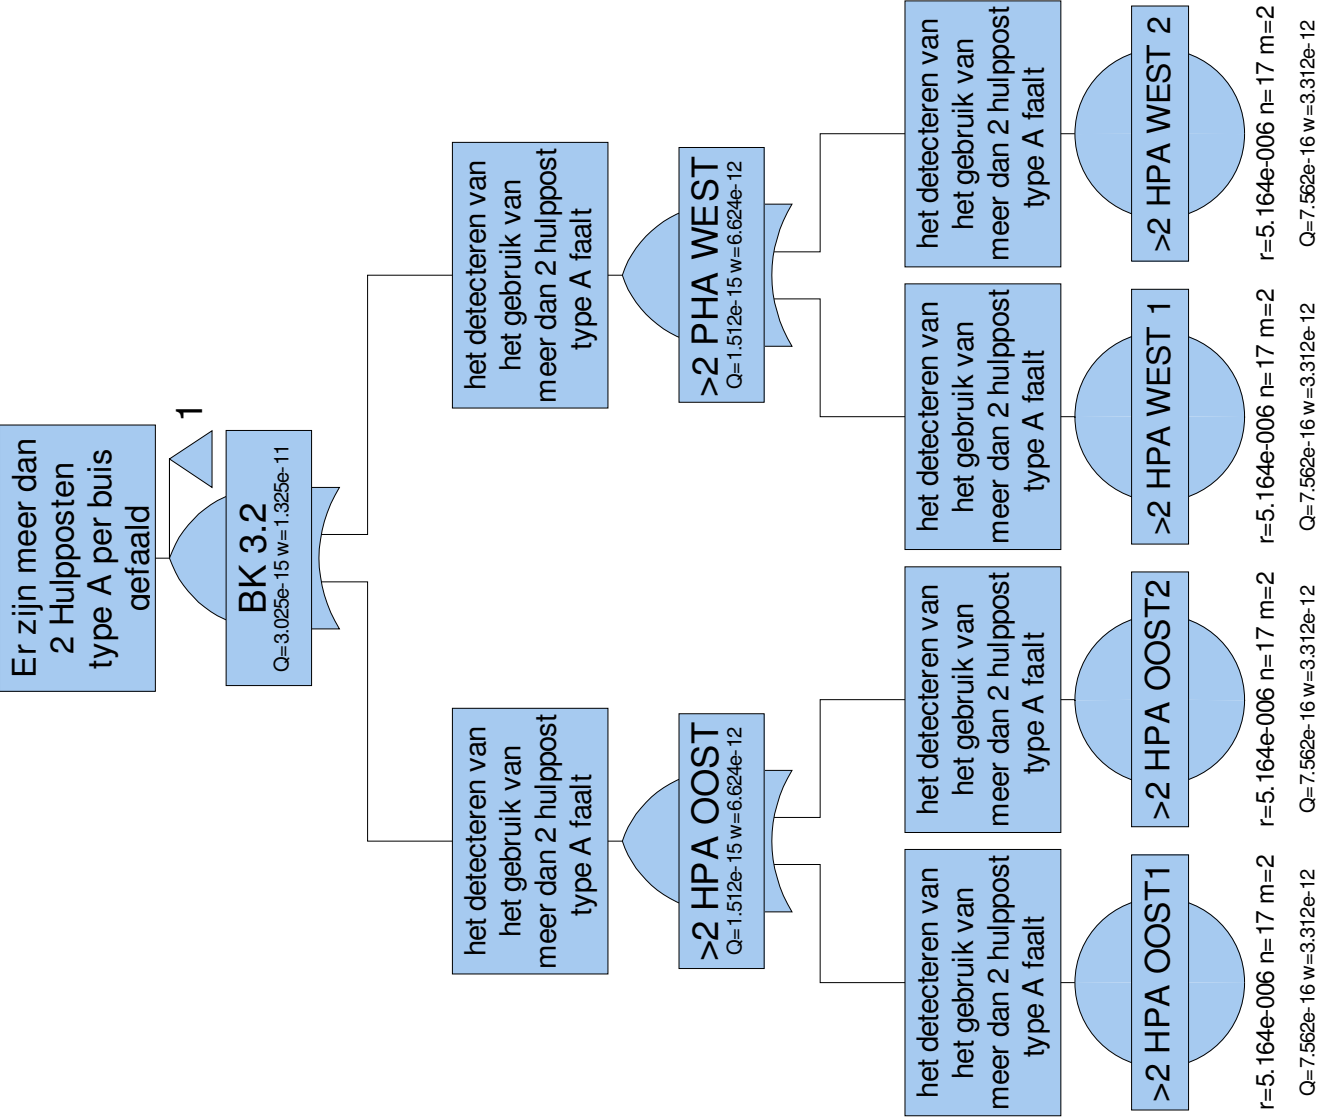 Er zijn meer dan
2 Hulpposten
type A per buis
gefaald
1
BK 3.2
Q=3.025e-15 w=1.325e-11
het detecteren van
het gebruik van
meer dan 2 hulppost
type A faalt
>2 HPA OOST
Q=1.512e-15 w=6.624e-12
het detecteren van
het gebruik van
meer dan 2 hulppost
type A faalt
>2 PHA WEST
Q=1.512e-15 w=6.624e-12
het detecteren van
het gebruik van
meer dan 2 hulppost
type A faalt
>2 HPA OOST1
r=5.164e-006 n=17 m=2
Q=7.562e-16 w=3.312e-12
het detecteren van
het gebruik van
meer dan 2 hulppost
type A faalt
>2 HPA OOST2
r=5.164e-006 n=17 m=2
Q=7.562e-16 w=3.312e-12
het detecteren van
het gebruik van
meer dan 2 hulppost
type A faalt
>2 HPA WEST 1
r=5.164e-006 n=17 m=2
Q=7.562e-16 w=3.312e-12
het detecteren van
het gebruik van
meer dan 2 hulppost
type A faalt
>2 HPA WEST 2
r=5.164e-006 n=17 m=2
Q=7.562e-16 w=3.312e-12